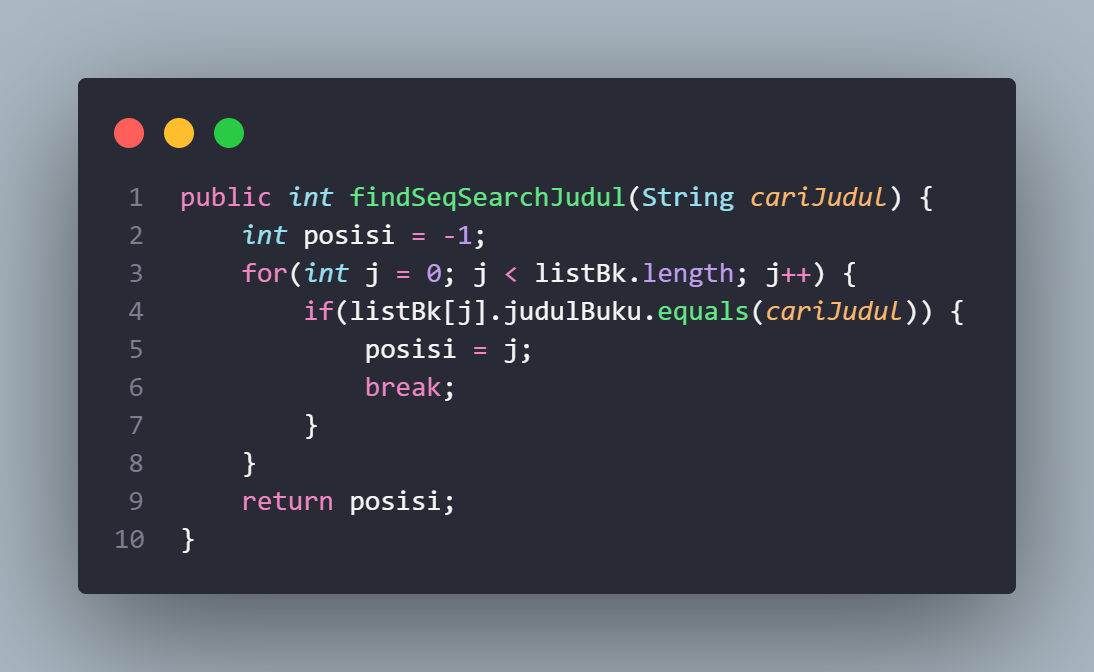 1 public int findSeqSearchJudul(String cariJudul) {
2     int posisi = -1;
3     for(int j = 0; j < listBk.length; j++) {
4         if(listBk[j].judulBuku.equals(cariJudul)) {
5             posisi = j;
6             break;
7         }
8     }
9     return posisi;
10 }